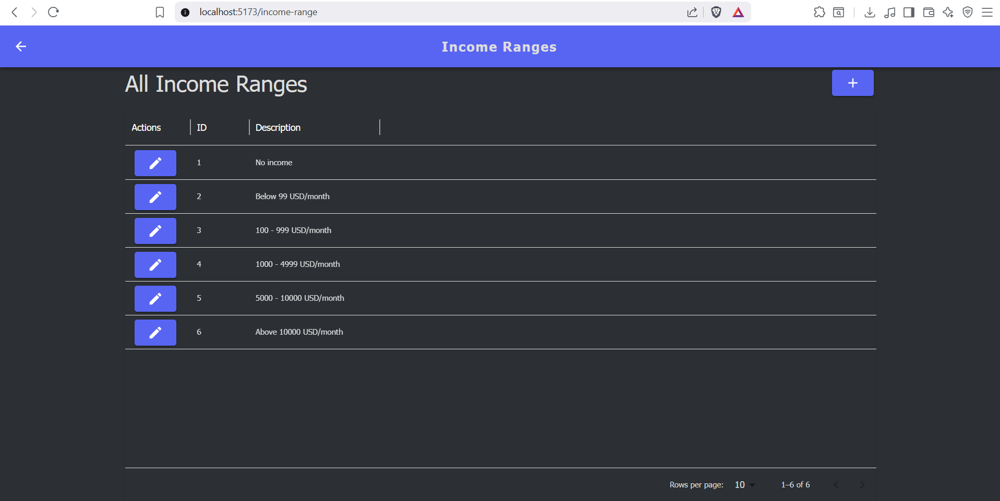 localhost:5173/income-range
Income Ranges
All Income Ranges
+
Actions ID Description
1 No income
2 Below 99 USD/month
3 100 - 999 USD/month
4 1000 - 4999 USD/month
5 5000 - 10000 USD/month
6 Above 10000 USD/month
Rows per page: 10 1–6 of 6